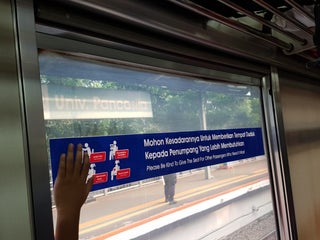 Univ. Pancasila
Mohon Kesadarannya Untuk Memberikan Tempat Duduk
Kepada Penumpang Yang Lebih Membutuhkan
Please Be Kind To Give The Seat For Other Passengers Who Need It More